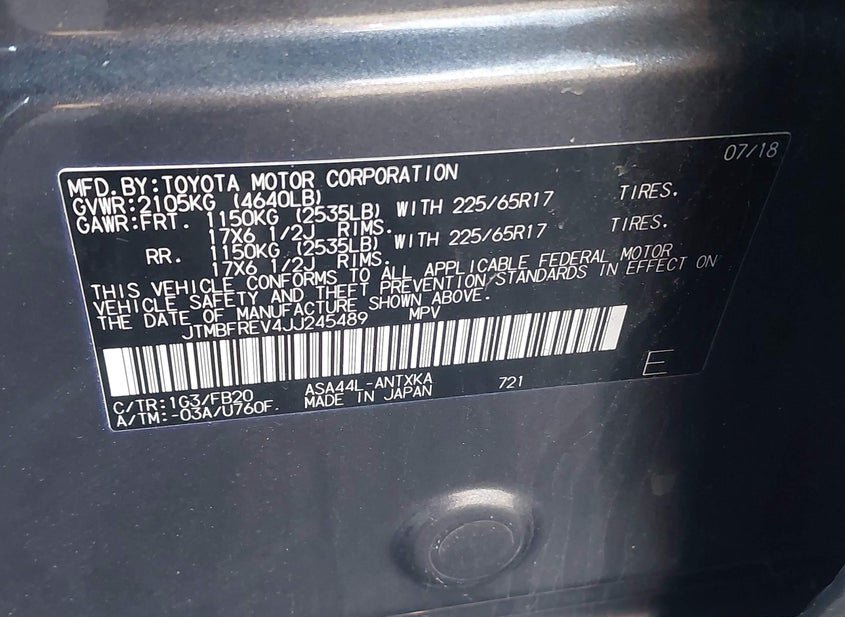 07/18
MFD.BY:TOYOTA MOTOR CORPORATION
GVWR:2105KG (4640LB)
GAWR:FRT. 1150KG (2535LB) WITH 225/65R17 TIRES.
17X6 1/2J RIMS.
RR. 1150KG (2535LB) WITH 225/65R17 TIRES.
17X6 1/2J RIMS.
THIS VEHICLE CONFORMS TO ALL APPLICABLE FEDERAL MOTOR
VEHICLE SAFETY AND THEFT PREVENTION STANDARDS IN EFFECT ON
THE DATE OF MANUFACTURE SHOWN ABOVE.
JTMBFREV4JJ245489 MPV
E
C/TR:1G3/FB20 ASA44L-ANTXKA 721
A/TM:-03A/U760F. MADE IN JAPAN